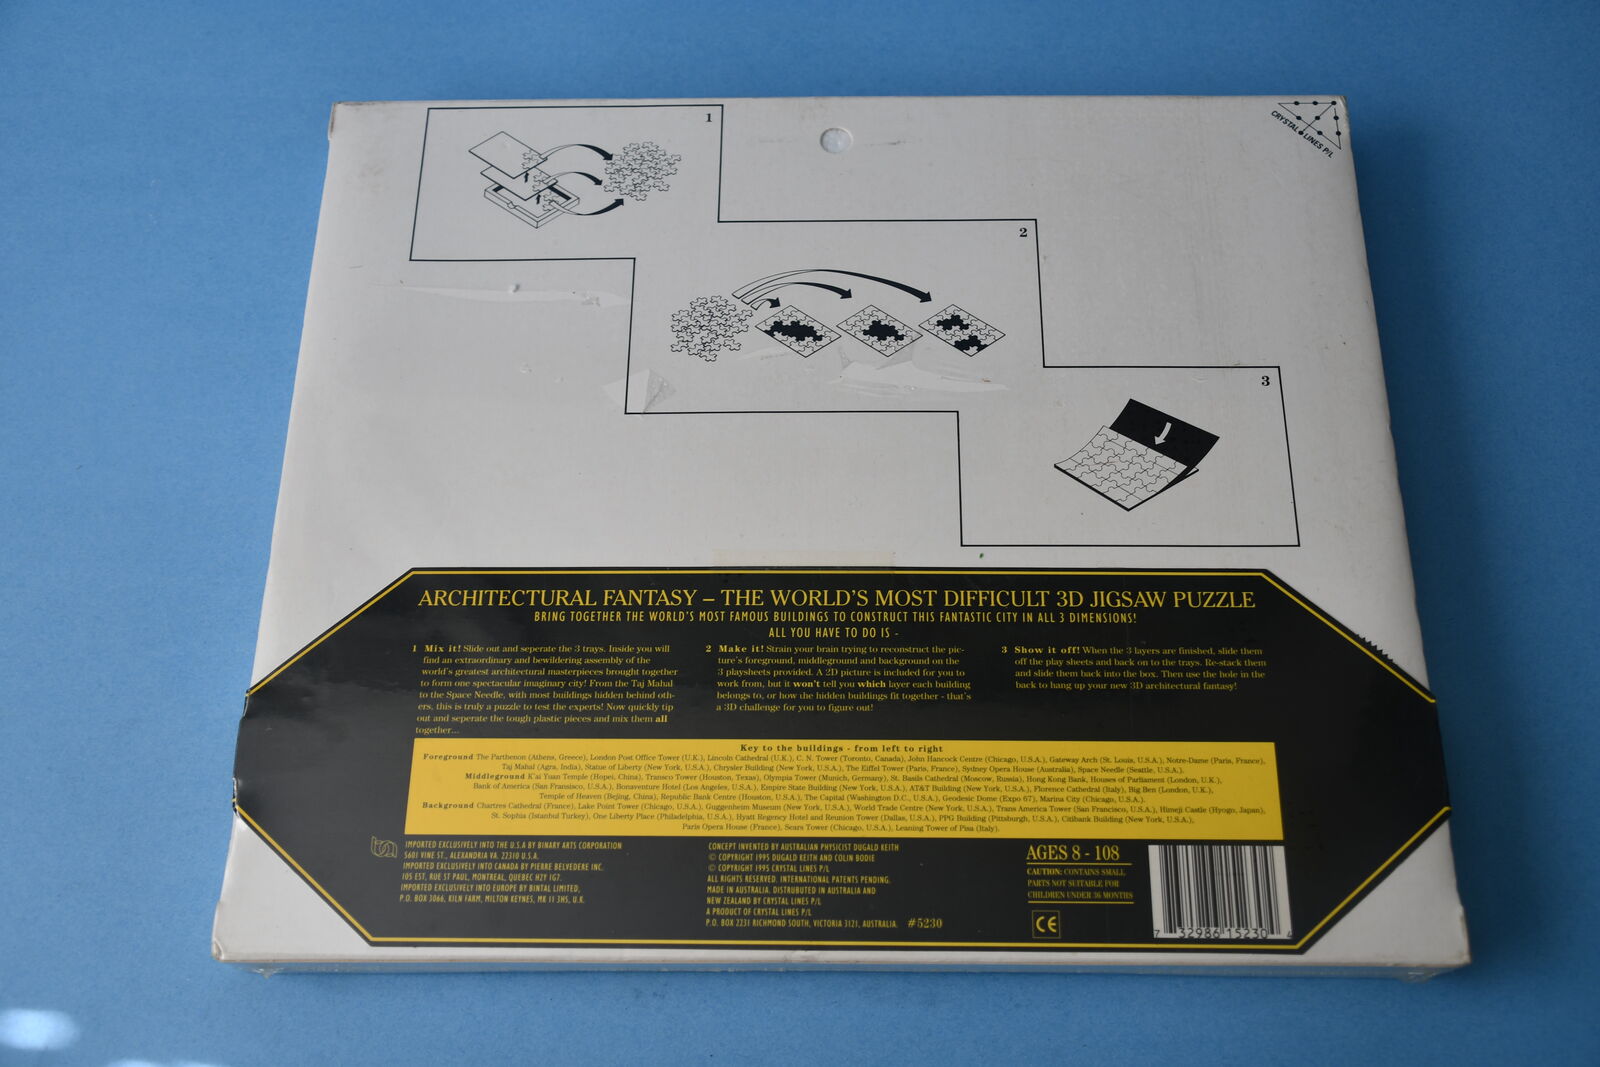 1
CRYSTAL LINES P/L
2
3
ARCHITECTURAL FANTASY – THE WORLD'S MOST DIFFICULT 3D JIGSAW PUZZLE
BRING TOGETHER THE WORLD'S MOST FAMOUS BUILDINGS TO CONSTRUCT THIS FANTASTIC CITY IN ALL 3 DIMENSIONS!
ALL YOU HAVE TO DO IS -
1 Mix it! Slide out and seperate the 3 trays. Inside you will
find an extraordinary and bewildering assembly of the
world's greatest architectural masterpieces brought together
to form one spectacular imaginary city! From the Taj Mahal
to the Space Needle, with most buildings hidden behind oth-
ers, this is truly a puzzle to test the experts! Now quickly tip
out and seperate the tough plastic pieces and mix them all
together...
2 Make it! Strain your brain trying to reconstruct the pic-
ture's foreground, middleground and background on the
3 playsheets provided. A 2D picture is included for you to
work from, but it won't tell you which layer each building
belongs to, or how the hidden buildings fit together - that's
a 3D challenge for you to figure out!
3 Show it off! When the 3 layers are finished, slide them
off the play sheets and back on to the trays. Re-stack them
and slide them back into the box. Then use the hole in the
back to hang up your new 3D architectural fantasy!
Key to the buildings - from left to right
Foreground The Parthenon (Athens, Greece), London Post Office Tower (U.K.), Lincoln Cathedral (U.K.), C. N. Tower (Toronto, Canada), John Hancock Centre (Chicago, U.S.A.), Gateway Arch (St. Louis, U.S.A.), Notre-Dame (Paris, France),
Taj Mahal (Agra, India), Statue of Liberty (New York, U.S.A.), Chrysler Building (New York, U.S.A.), The Eiffel Tower (Paris, France), Sydney Opera House (Australia), Space Needle (Seattle, U.S.A.).
Middleground K'ai Yuan Temple (Hopei, China), Transco Tower (Houston, Texas), Olympia Tower (Munich, Germany), St. Basils Cathedral (Moscow, Russia), Hong Kong Bank, Houses of Parliament (London, U.K.),
Bank of America (San Fransisco, U.S.A.), Bonaventure Hotel (Los Angeles, U.S.A.), Empire State Building (New York, U.S.A.), AT&T Building (New York, U.S.A.), Florence Cathedral (Italy), Big Ben (London, U.K.),
Temple of Heaven (Bejing, China), Republic Bank Centre (Houston, U.S.A.), The Capital (Washington D.C., U.S.A.), Geodesic Dome (Expo 67), Marina City (Chicago, U.S.A.).
Background Chartres Cathedral (France), Lake Point Tower (Chicago, U.S.A.), Guggenheim Museum (New York, U.S.A.), World Trade Centre (New York, U.S.A.), Trans America Tower (San Francisco, U.S.A.), Himeji Castle (Hyogo, Japan),
St. Sophia (Istanbul Turkey), One Liberty Place (Philadelphia, U.S.A.), Hyatt Regency Hotel and Reunion Tower (Dallas, U.S.A.), PPG Building (Pittsburgh, U.S.A.), Citibank Building (New York, U.S.A.),
Paris Opera House (France), Sears Tower (Chicago, U.S.A.), Leaning Tower of Pisa (Italy).
ba
IMPORTED EXCLUSIVELY INTO THE U.S.A BY BINARY ARTS CORPORATION
5601 VINE ST., ALEXANDRIA VA. 22310 U.S.A.
IMPORTED EXCLUSIVELY INTO CANADA BY PIERRE BELVEDERE INC.
105 EST, RUE ST PAUL, MONTREAL, QUEBEC H2Y 1G7.
IMPORTED EXCLUSIVELY INTO EUROPE BY BINTAL LIMITED,
P.O. BOX 3066, KILN FARM, MILTON KEYNES, MK 11 3HS, U.K.
CONCEPT INVENTED BY AUSTRALIAN PHYSICIST DUGALD KEITH
© COPYRIGHT 1995 DUGALD KEITH AND COLIN BODIE
© COPYRIGHT 1995 CRYSTAL LINES P/L
ALL RIGHTS RESERVED. INTERNATIONAL PATENTS PENDING.
MADE IN AUSTRALIA. DISTRUBUTED IN AUSTRALIA AND
NEW ZEALAND BY CRYSTAL LINES P/L
A PRODUCT OF CRYSTAL LINES P/L
P.O. BOX 2231 RICHMOND SOUTH, VICTORIA 3121, AUSTRALIA. #5230
AGES 8 - 108
CAUTION: CONTAINS SMALL
PARTS NOT SUITABLE FOR
CHILDREN UNDER 36 MONTHS
CE
7 32986 15230 4